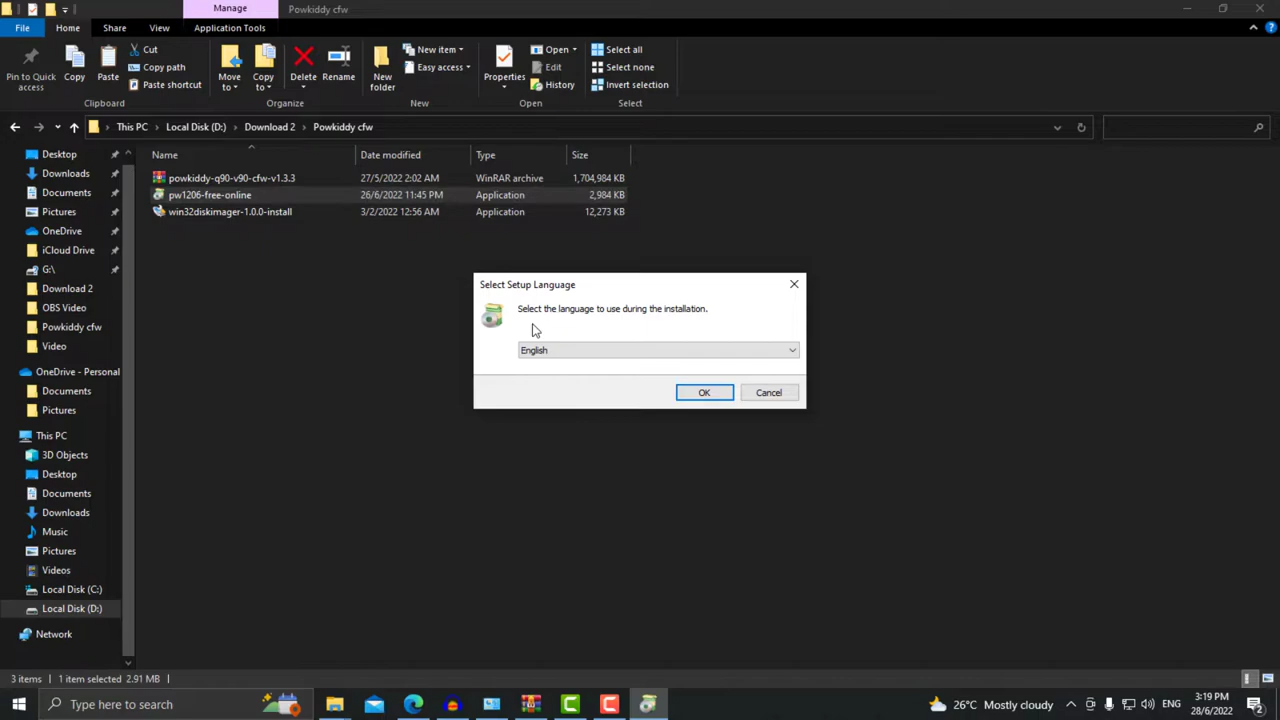 Manage
Powkiddy cfw
File
Home
Share
View
Application Tools
Pin to Quick access
Copy
Paste
Cut
Copy path
Paste shortcut
Clipboard
Move to
Copy to
Delete
Rename
Organize
New folder
New item
Easy access
New
Properties
Open
Edit
History
Open
Select all
Select none
Invert selection
Select
This PC > Local Disk (D:) > Download 2 > Powkiddy cfw
Name
Date modified
Type
Size
powkiddy-q90-v90-cfw-v1.3.3 27/5/2022 2:02 AM WinRAR archive 1,704,984 KB
pw1206-free-online 26/6/2022 11:45 PM Application 2,984 KB
win32diskimager-1.0.0-install 3/2/2022 12:56 AM Application 12,273 KB
Desktop
Downloads
Documents
Pictures
OneDrive
iCloud Drive
G:\
Download 2
OBS Video
Powkiddy cfw
Video
OneDrive - Personal
Documents
Pictures
This PC
3D Objects
Desktop
Documents
Downloads
Music
Pictures
Videos
Local Disk (C:)
Local Disk (D:)
Network
Select Setup Language
Select the language to use during the installation.
English
OK
Cancel
3 items
1 item selected 2.91 MB
Type here to search
26°C Mostly cloudy
ENG
3:19 PM
28/6/2022
2